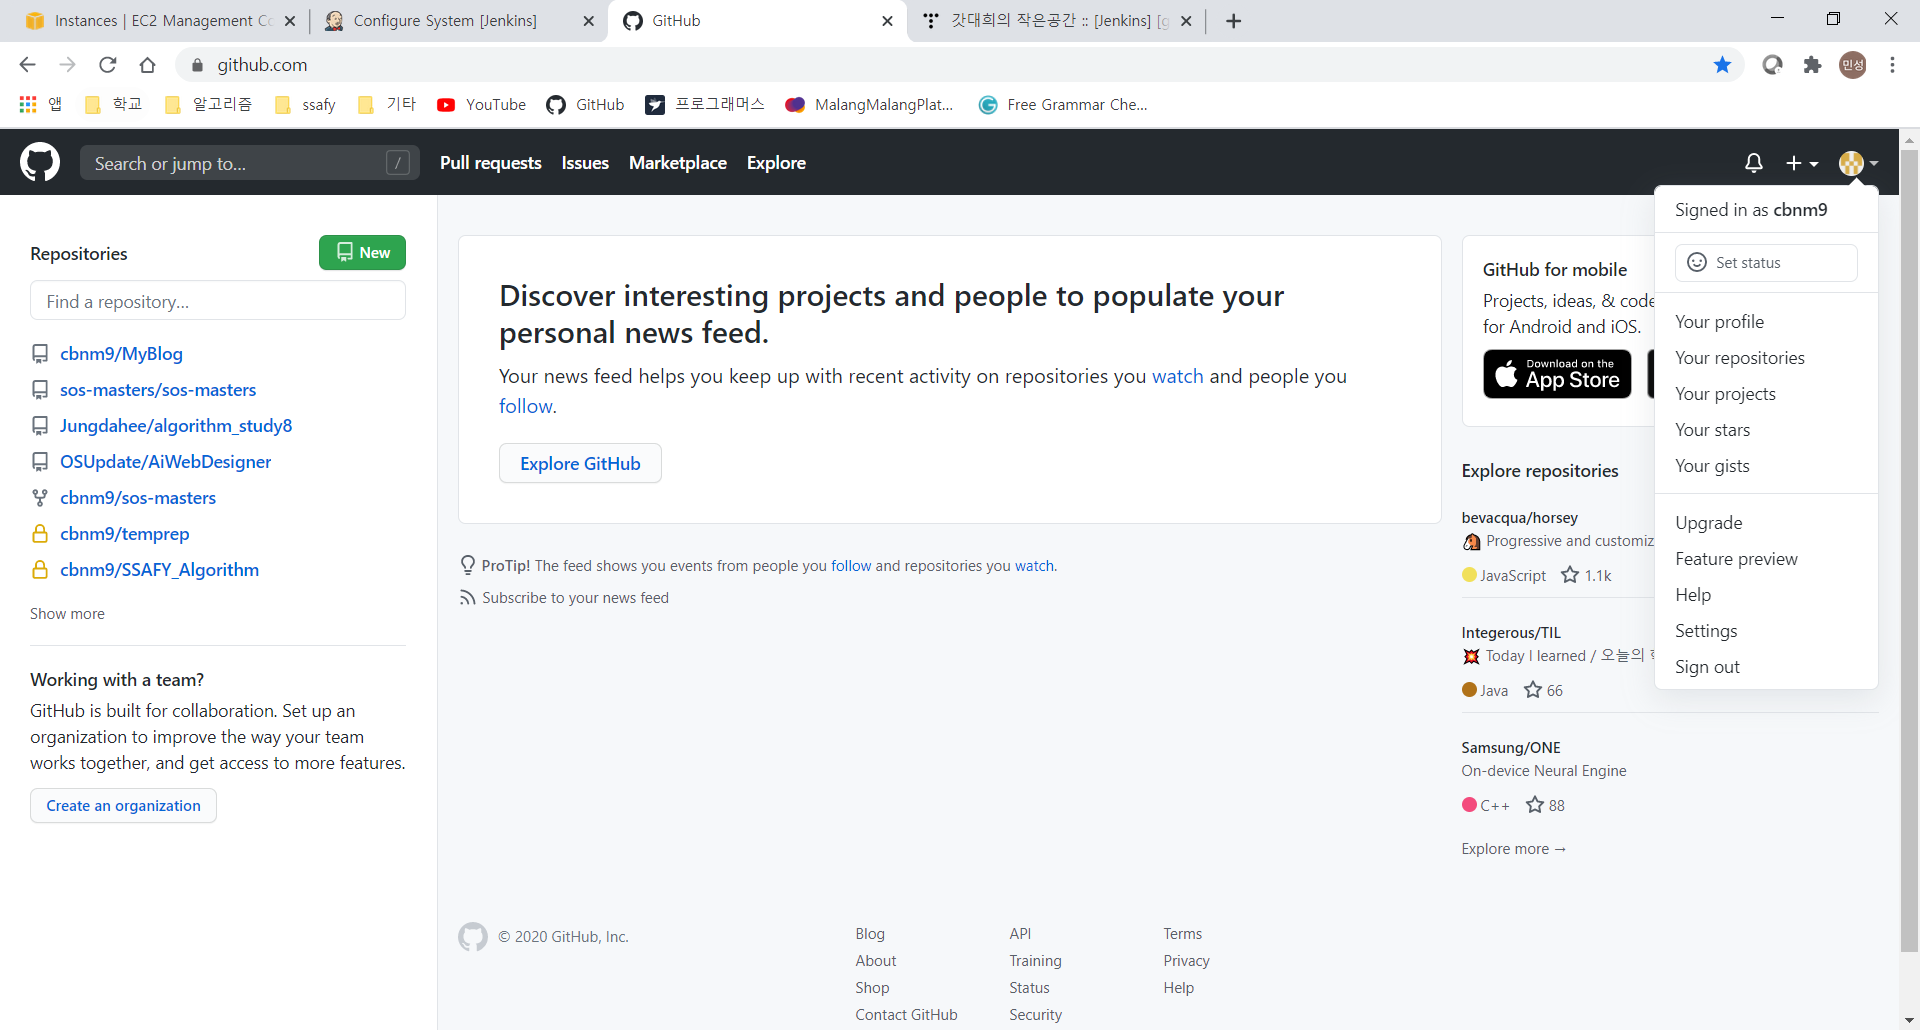 Instances | EC2 Management Co
Configure System [Jenkins]
GitHub
갓대희의 작은공간 :: [Jenkins] [g
github.com
민성
앱
학교
알고리즘
ssafy
기타
YouTube
GitHub
프로그래머스
MalangMalangPlat...
Free Grammar Che...
Search or jump to...
/
Pull requests
Issues
Marketplace
Explore
Signed in as cbnm9
Set status
Your profile
Your repositories
Your projects
Your stars
Your gists
Upgrade
Feature preview
Help
Settings
Sign out
Repositories
New
Find a repository...
cbnm9/MyBlog
sos-masters/sos-masters
Jungdahee/algorithm_study8
OSUpdate/AiWebDesigner
cbnm9/sos-masters
cbnm9/temprep
cbnm9/SSAFY_Algorithm
Show more
Working with a team?
GitHub is built for collaboration. Set up an
organization to improve the way your team
works together, and get access to more features.
Create an organization
Discover interesting projects and people to populate your
personal news feed.
Your news feed helps you keep up with recent activity on repositories you watch and people you
follow.
Explore GitHub
ProTip! The feed shows you events from people you follow and repositories you watch.
Subscribe to your news feed
GitHub for mobile
Projects, ideas, & code
for Android and iOS.
Download on the
App Store
Explore repositories
bevacqua/horsey
Progressive and customiz
JavaScript
1.1k
Integerous/TIL
Today I learned / 오늘의
Java
66
Samsung/ONE
On-device Neural Engine
C++
88
Explore more →
© 2020 GitHub, Inc.
Blog
About
Shop
Contact GitHub
API
Training
Status
Security
Terms
Privacy
Help